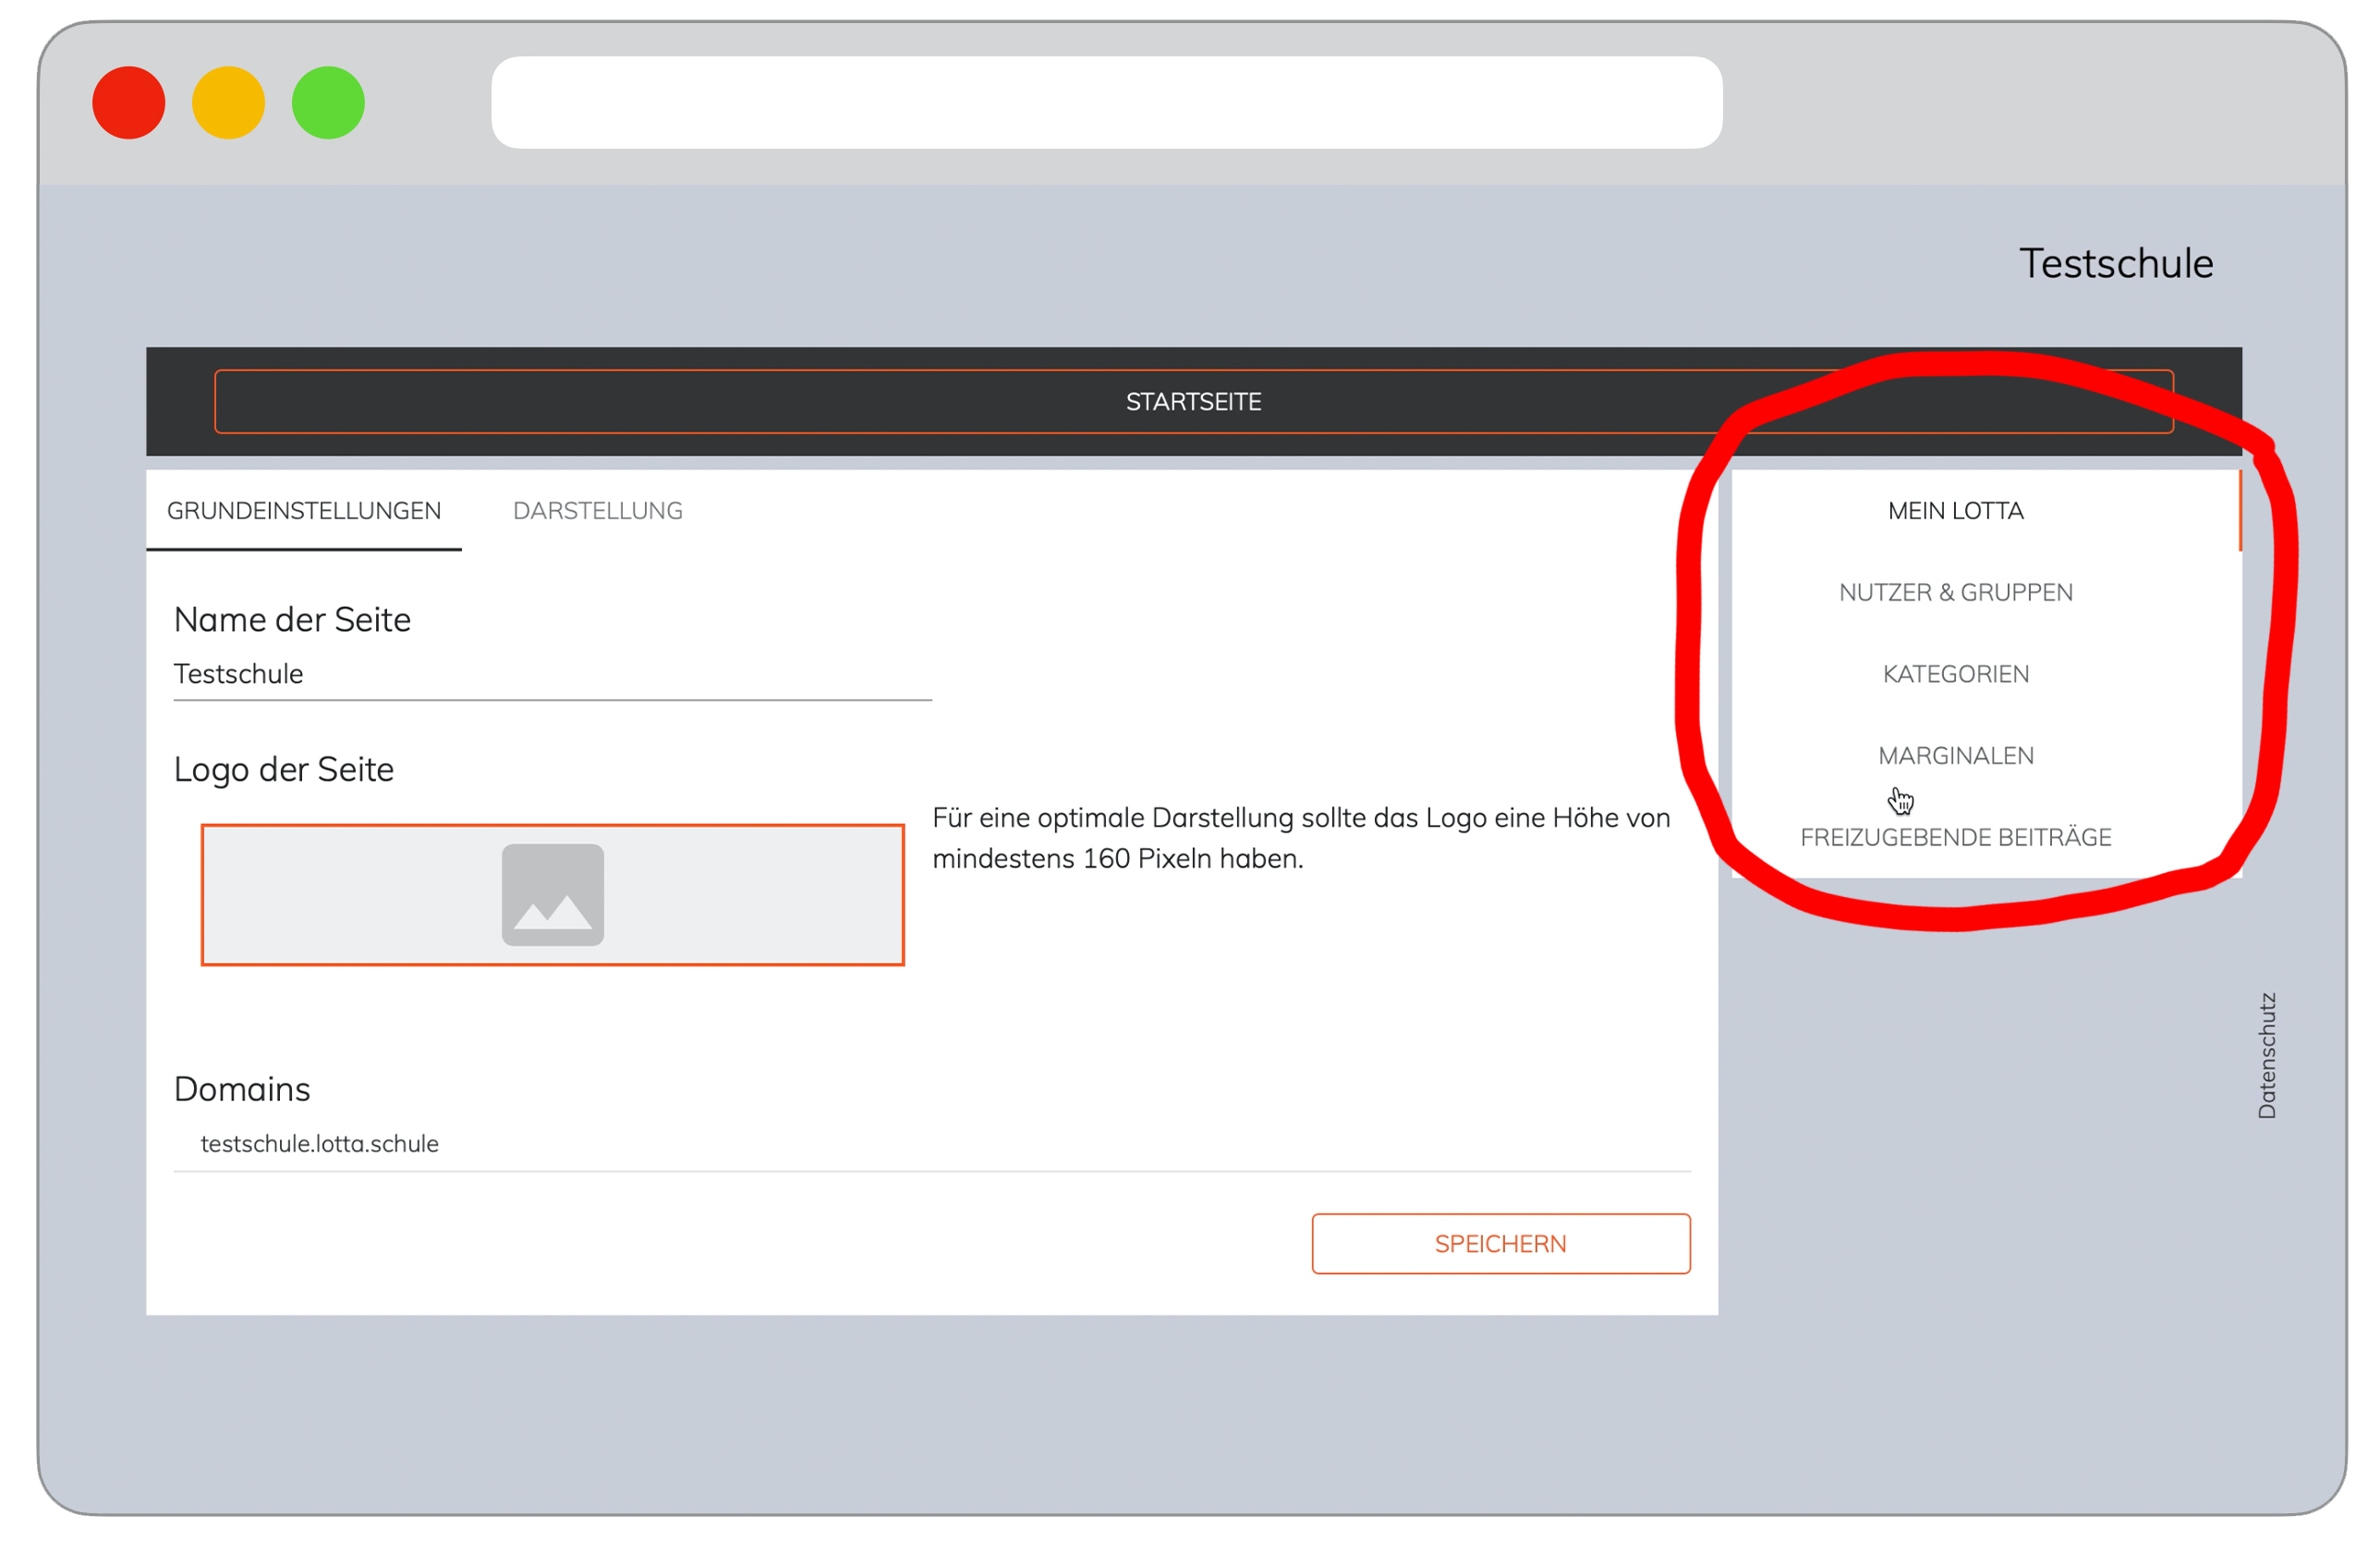 Testschule
STARTSEITE
GRUNDEINSTELLUNGEN
DARSTELLUNG
Name der Seite
Testschule
Logo der Seite
Für eine optimale Darstellung sollte das Logo eine Höhe von
mindestens 160 Pixeln haben.
Domains
testschule.lotta.schule
SPEICHERN
MEIN LOTTA
NUTZER & GRUPPEN
KATEGORIEN
MARGINALEN
FREIZUGEBENDE BEITRÄGE
Datenschutz